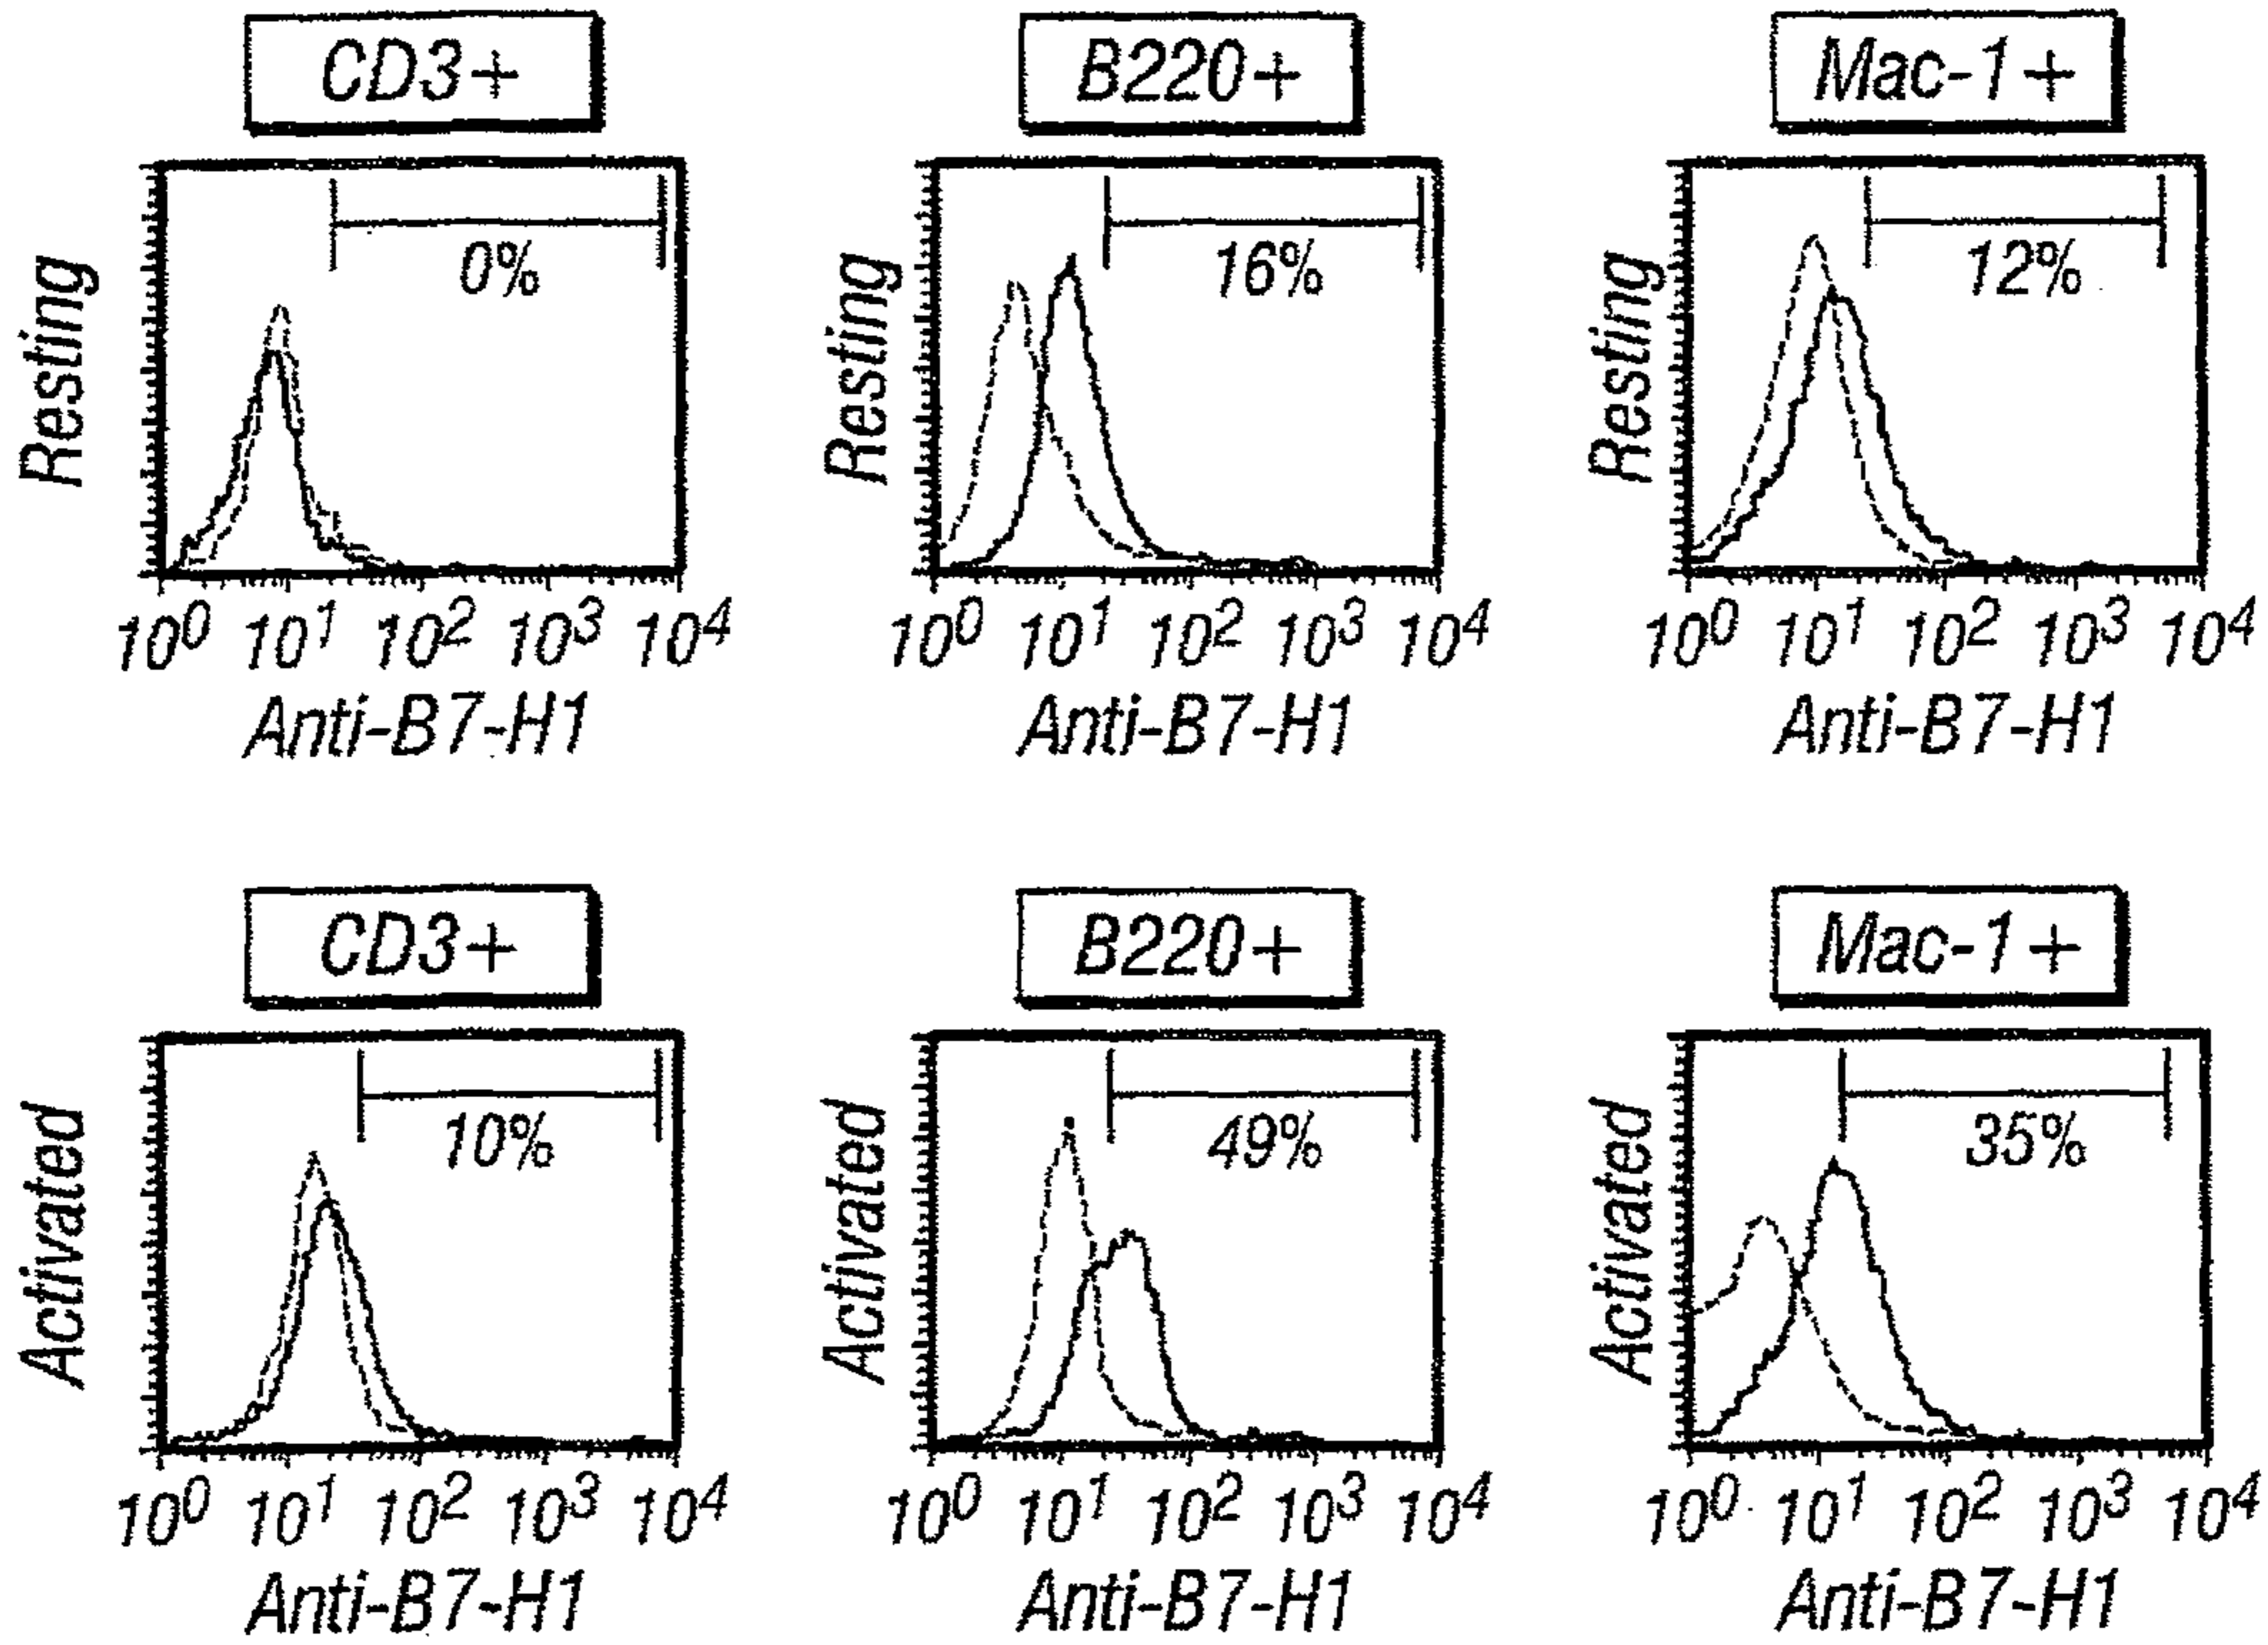 CD3+ B220+ Mac-1+
Resting 0% Resting 16% Resting 12%
10^0 10^1 10^2 10^3 10^4 10^0 10^1 10^2 10^3 10^4 10^0 10^1 10^2 10^3 10^4
Anti-B7-H1 Anti-B7-H1 Anti-B7-H1
CD3+ B220+ Mac-1+
Activated 10% Activated 49% Activated 35%
10^0 10^1 10^2 10^3 10^4 10^0 10^1 10^2 10^3 10^4 10^0 10^1 10^2 10^3 10^4
Anti-B7-H1 Anti-B7-H1 Anti-B7-H1